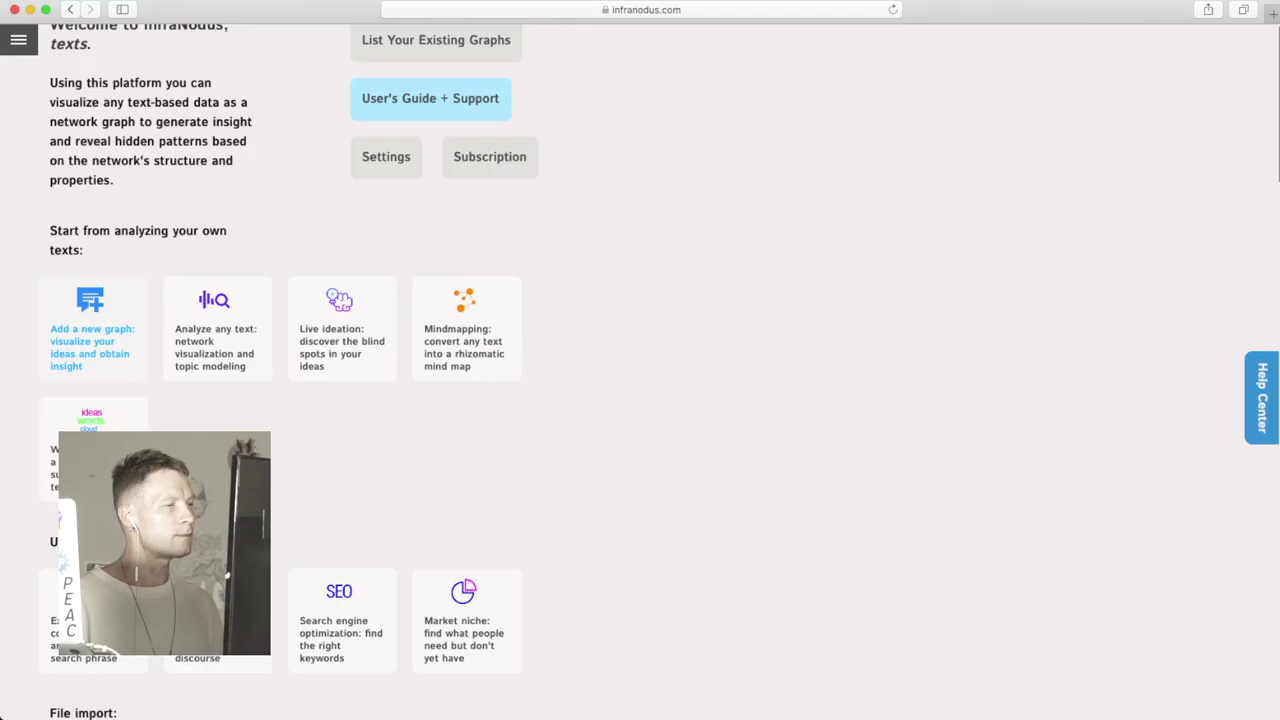 infranodus.com
Welcome to InfraNodus,
texts.
Using this platform you can
visualize any text-based data as a
network graph to generate insight
and reveal hidden patterns based
on the network's structure and
properties.
List Your Existing Graphs
User's Guide + Support
Settings
Subscription
Start from analyzing your own
texts:
Add a new graph:
visualize your
ideas and obtain
insight
Analyze any text:
network
visualization and
topic modeling
Live ideation:
discover the blind
spots in your
ideas
Mindmapping:
convert any text
into a rhizomatic
mind map
ideas
words
cloud
PEAC
search phrase
discourse
SEO
Search engine
optimization: find
the right
keywords
Market niche:
find what people
need but don't
yet have
File import:
Help Center